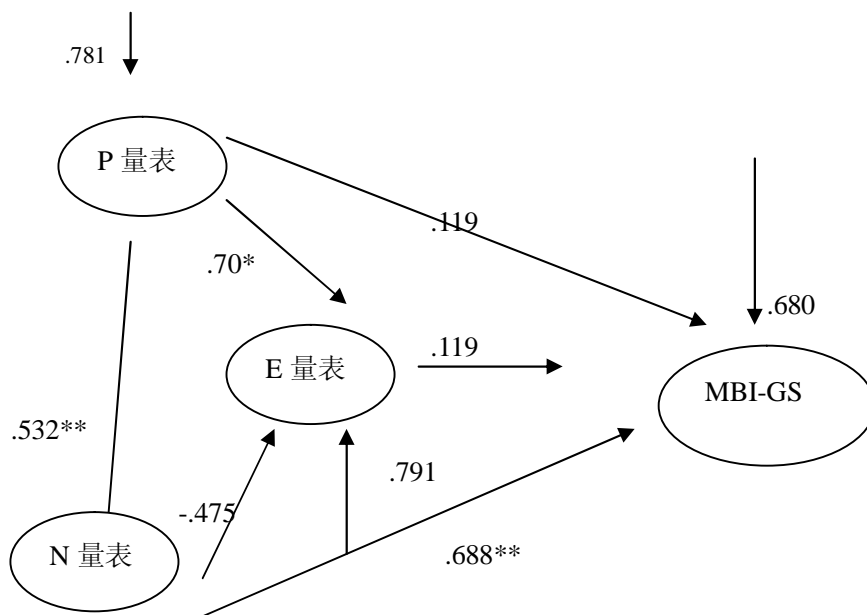 .781
P 量表
.119
.70*
.680
E 量表
.119
MBI-GS
.532**
.791
-.475
N 量表
.688**